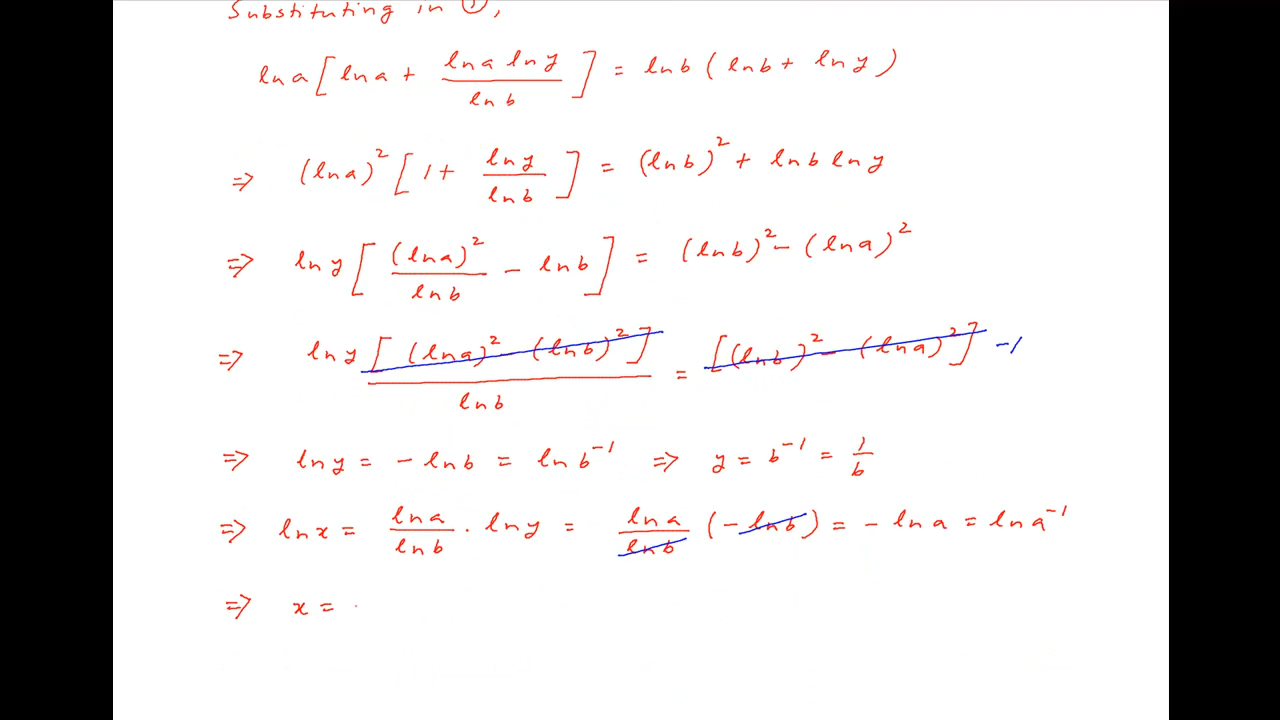 Substituting in ①,
ln a [ ln a + (ln a ln y)/(ln b) ] = ln b ( ln b + ln y )
⇒ (ln a)² [ 1 + (ln y)/(ln b) ] = (ln b)² + ln b ln y
⇒ ln y [ (ln a)²/(ln b) - ln b ] = (ln b)² - (ln a)²
⇒ ln y [ (ln a)² - (ln b)² ] / (ln b) = [ (ln b)² - (ln a)² ] -1
⇒ ln y = - ln b = ln b⁻¹ ⇒ y = b⁻¹ = 1/b
⇒ ln x = (ln a)/(ln b) · ln y = (ln a)/(ln b) (- ln b) = - ln a = ln a⁻¹
⇒ x =